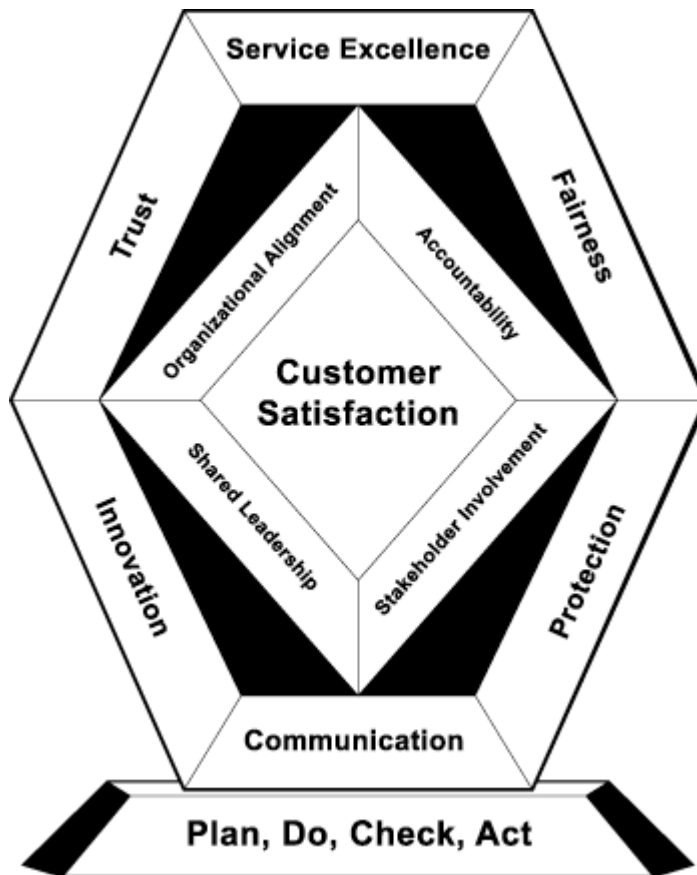 Service Excellence
Trust
Fairness
Organizational Alignment
Accountability
Customer
Satisfaction
Shared Leadership
Stakeholder Involvement
Innovation
Protection
Communication
Plan, Do, Check, Act